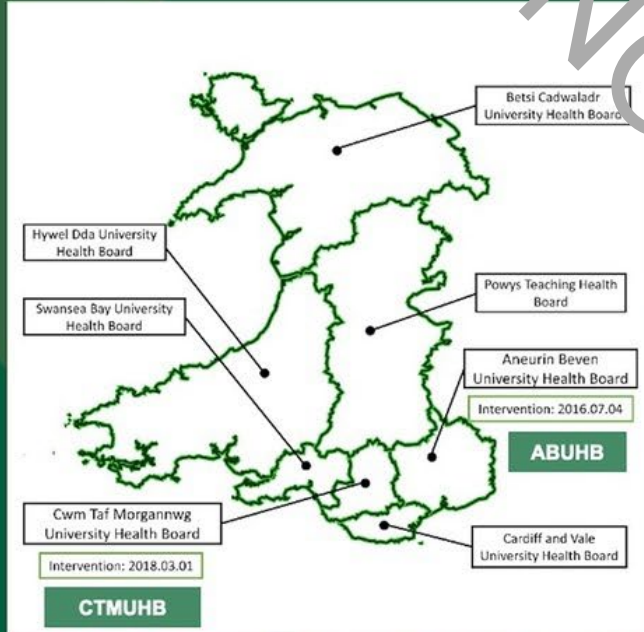 Betsi Cadwaladr
University Health Board
Hywel Dda University
Health Board
Swansea Bay University
Health Board
Powys Teaching Health
Board
Aneurin Beven
University Health Board
Intervention: 2016.07.04
ABUHB
Cwm Taf Morgannwg
University Health Board
Intervention: 2018.03.01
CTMUHB
Cardiff and Vale
University Health Board